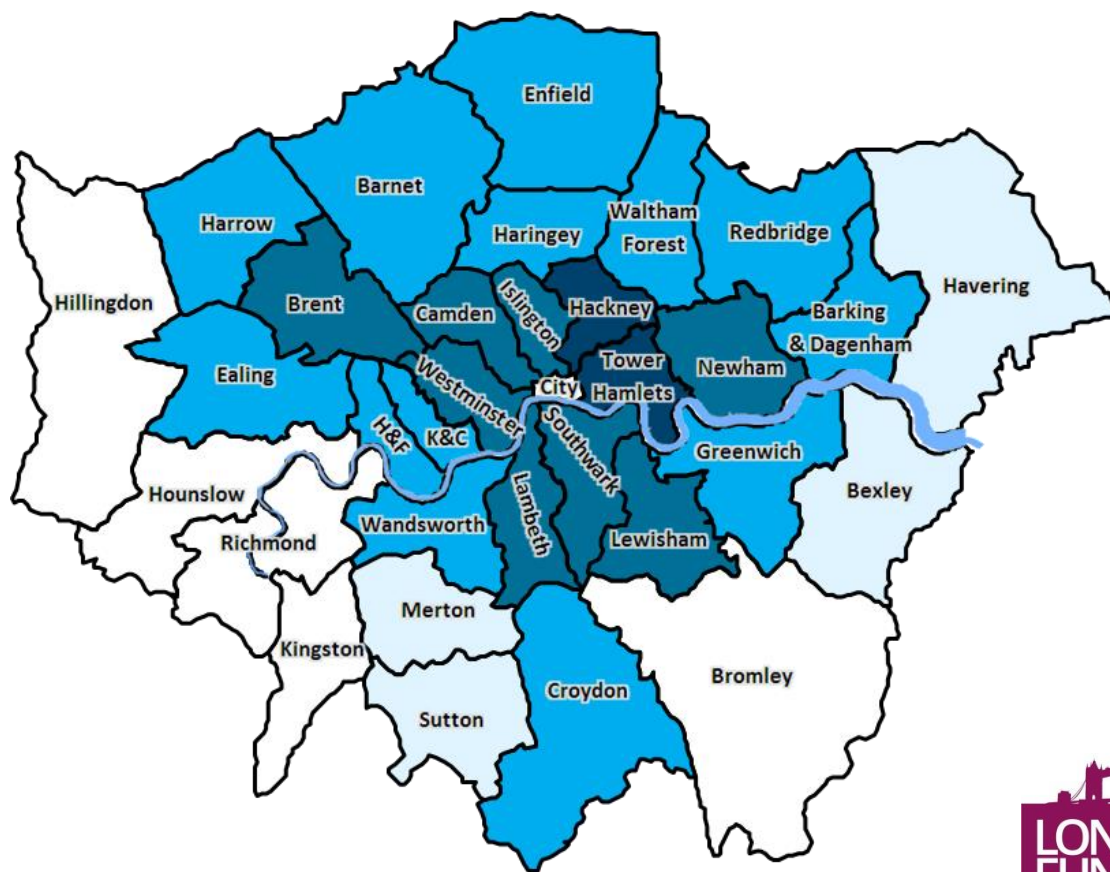 Enfield
Barnet
Harrow
Haringey
Waltham
Forest
Redbridge
Havering
Hillingdon
Brent
Camden
Islington
Hackney
Barking
& Dagenham
Ealing
Westminster
City
Tower
Hamlets
Newham
H&F
K&C
Southwark
Greenwich
Hounslow
Bexley
Richmond
Wandsworth
Lambeth
Lewisham
Merton
Kingston
Bromley
Sutton
Croydon
LON